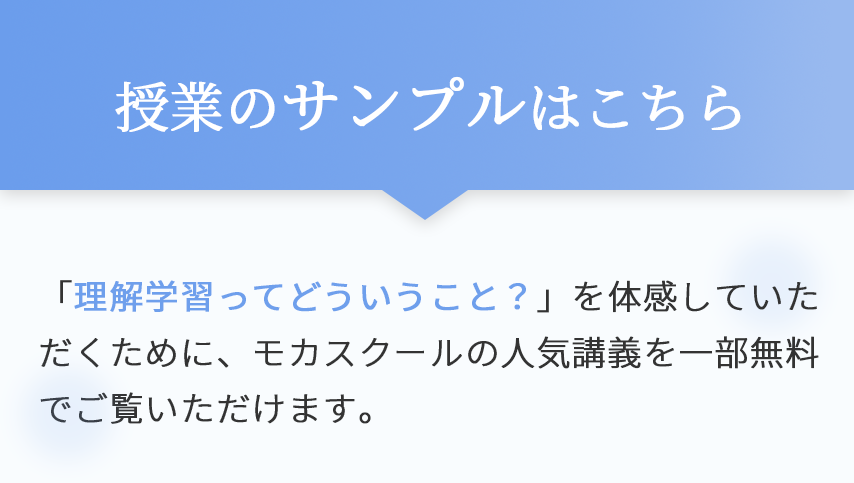 授業のサンプルはこちら
「理解学習ってどういうこと？」を体感していた
だくために、モカスクールの人気講義を一部無料
でご覧いただけます。